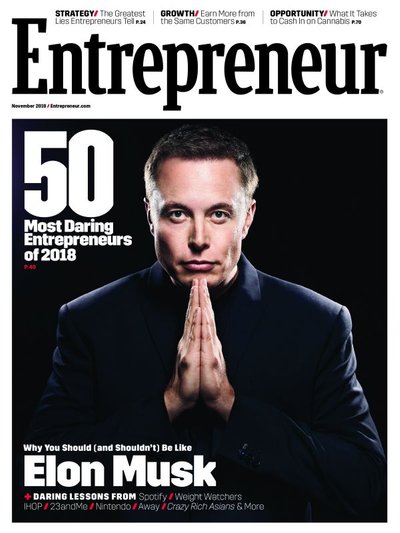 STRATEGY/ The Greatest
Lies Entrepreneurs Tell P.24
GROWTH/ Earn More from
the Same Customers P.36
OPPORTUNITY/ What It Takes
to Cash In on Cannabis P.70
Entrepreneur®
November 2018 / Entrepreneur.com
50
Most Daring
Entrepreneurs
of 2018
P.45
Why You Should (and Shouldn't) Be Like
Elon Musk
+ DARING LESSONS FROM Spotify / Weight Watchers
IHOP / 23andMe / Nintendo / Away / Crazy Rich Asians & More